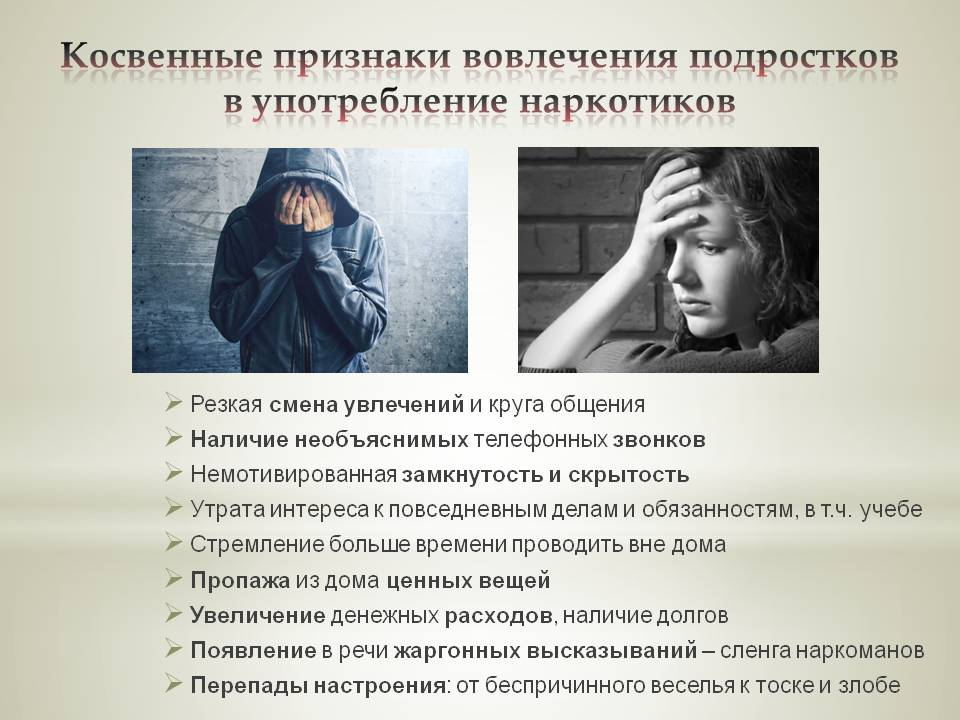 Косвенные признаки вовлечения подростков
в употребление наркотиков
Резкая смена увлечений и круга общения
Наличие необъяснимых телефонных звонков
Немотивированная замкнутость и скрытость
Утрата интереса к повседневным делам и обязанностям, в т.ч. учебе
Стремление больше времени проводить вне дома
Пропажа из дома ценных вещей
Увеличение денежных расходов, наличие долгов
Появление в речи жаргонных высказываний – сленга наркоманов
Перепады настроения: от беспричинного веселья к тоске и злобе